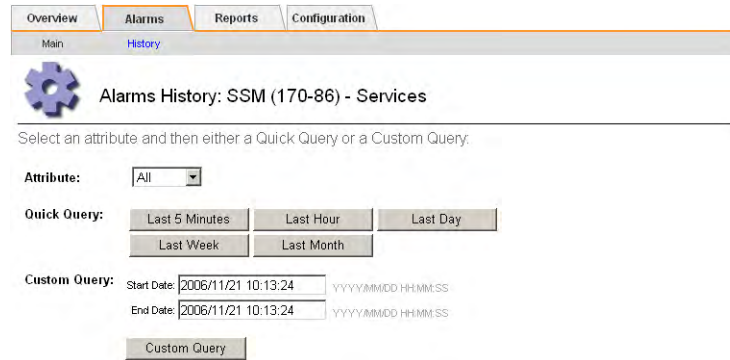 Overview Alarms Reports Configuration
Main History
Alarms History: SSM (170-86) - Services
Select an attribute and then either a Quick Query or a Custom Query:
Attribute: All
Quick Query: Last 5 Minutes Last Hour Last Day
Last Week Last Month
Custom Query: Start Date: 2006/11/21 10:13:24 YYYY/MM/DD HH:MM:SS
End Date: 2006/11/21 10:13:24 YYYY/MM/DD HH:MM:SS
Custom Query